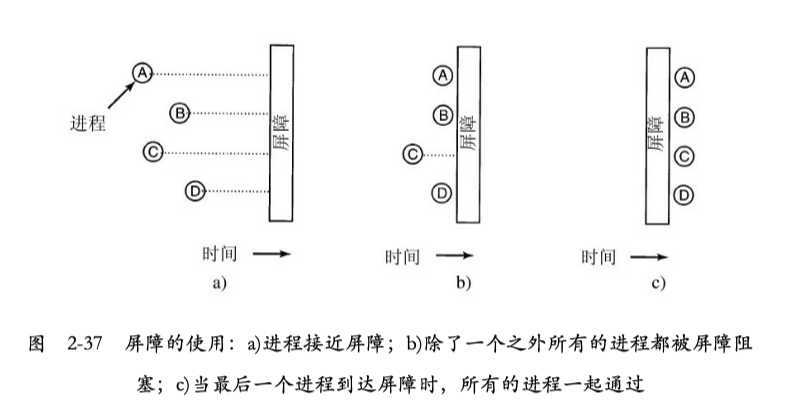 A
B
C
D
进程
屏障
时间
a)
A
B
C
D
屏障
时间
b)
屏障
A
B
C
D
时间
c)
图 2-37 屏障的使用：a)进程接近屏障；b)除了一个之外所有的进程都被屏障阻
塞；c)当最后一个进程到达屏障时，所有的进程一起通过